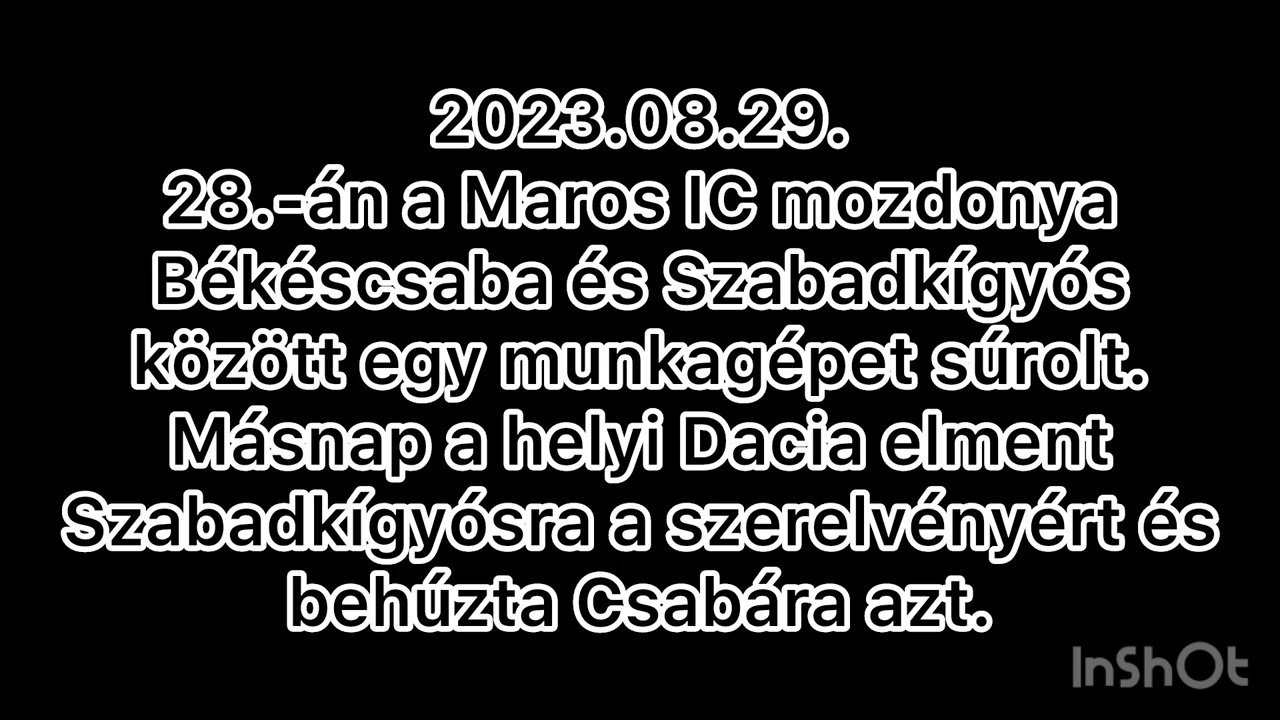 2023.08.29.
28.-án a Maros IC mozdonya
Békéscsaba és Szabadkígyós
között egy munkagépet súrolt.
Másnap a helyi Dacia elment
Szabadkígyósra a szerelvényért és
behúzta Csabára azt.
InShOt